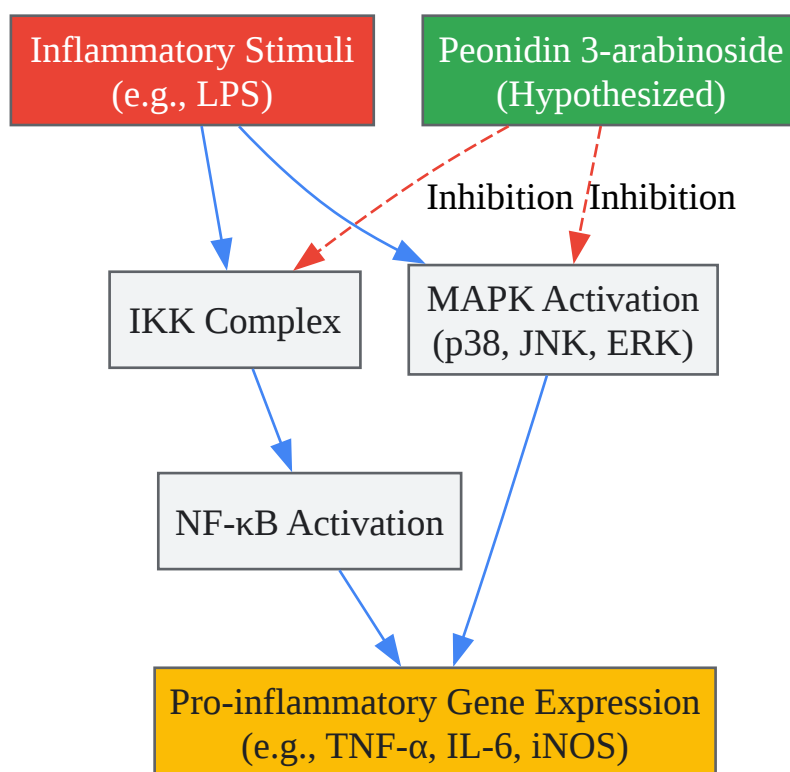 Inflammatory Stimuli
(e.g., LPS)
Peonidin 3-arabinoside
(Hypothesized)
Inhibition
Inhibition
IKK Complex
MAPK Activation
(p38, JNK, ERK)
NF-κB Activation
Pro-inflammatory Gene Expression
(e.g., TNF-α, IL-6, iNOS)